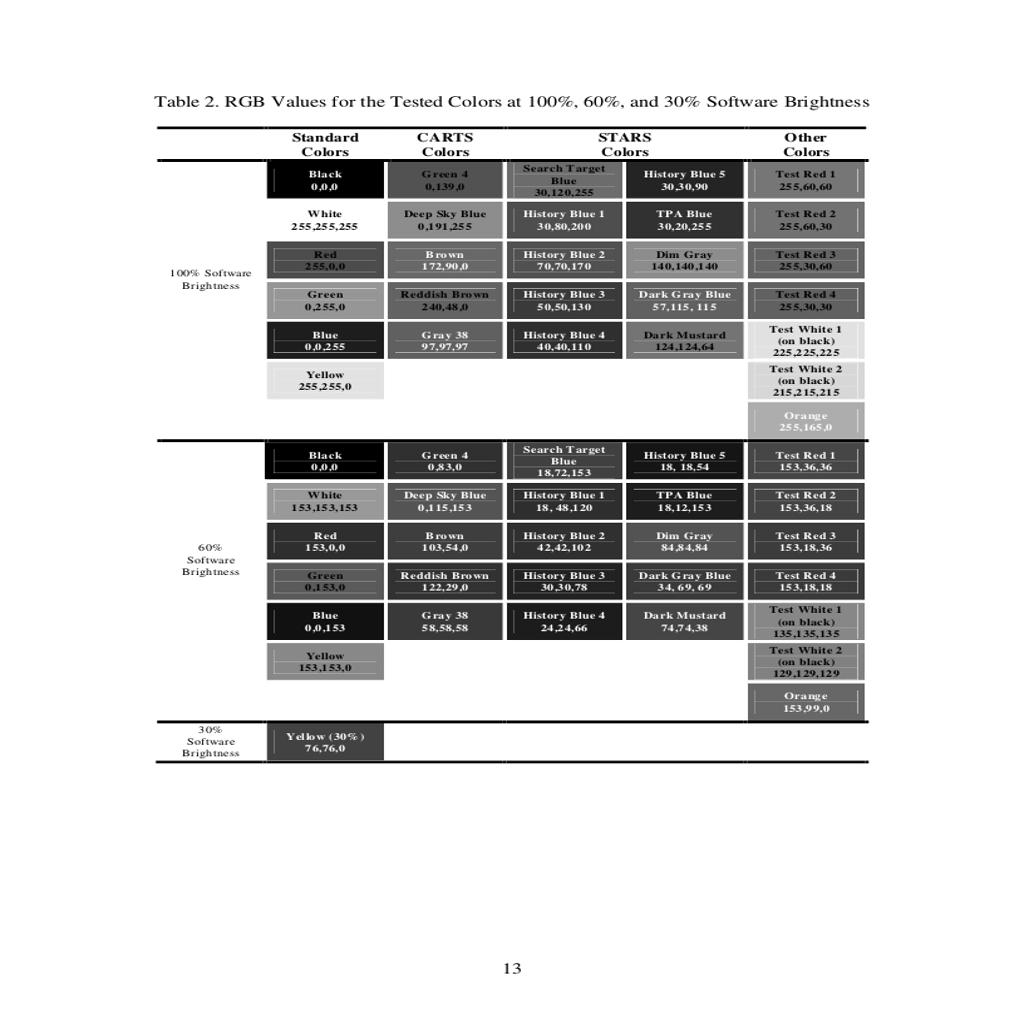 Table 2. RGB Values for the Tested Colors at 100%, 60%, and 30% Software Brightness
Standard Colors
CARTS Colors
STARS Colors
Other Colors
100% Software
Brightness
Black
0,0,0
Green 4
0,139,0
Search Target
Blue
30,120,255
History Blue 5
30,30,90
Test Red 1
255,60,60
White
255,255,255
Deep Sky Blue
0,191,255
History Blue 1
30,80,200
TPA Blue
30,20,255
Test Red 2
255,60,30
Red
255,0,0
Brown
172,90,0
History Blue 2
70,70,170
Dim Gray
140,140,140
Test Red 3
255,30,60
Green
0,255,0
Reddish Brown
240,48,0
History Blue 3
50,50,130
Dark Gray Blue
57,115, 115
Test Red 4
255,30,30
Blue
0,0,255
Gray 38
97,97,97
History Blue 4
40,40,110
Dark Mustard
124,124,64
Test White 1
(on black)
225,225,225
Yellow
255,255,0
Test White 2
(on black)
215,215,215
Orange
255,165,0
60%
Software
Brightness
Black
0,0,0
Green 4
0,83,0
Search Target
Blue
18,72,153
History Blue 5
18, 18,54
Test Red 1
153,36,36
White
153,153,153
Deep Sky Blue
0,115,153
History Blue 1
18, 48,120
TPA Blue
18,12,153
Test Red 2
153,36,18
Red
153,0,0
Brown
103,54,0
History Blue 2
42,42,102
Dim Gray
84,84,84
Test Red 3
153,18,36
Green
0,153,0
Reddish Brown
122,29,0
History Blue 3
30,30,78
Dark Gray Blue
34, 69, 69
Test Red 4
153,18,18
Blue
0,0,153
Gray 38
58,58,58
History Blue 4
24,24,66
Dark Mustard
74,74,38
Test White 1
(on black)
135,135,135
Yellow
153,153,0
Test White 2
(on black)
129,129,129
Orange
153,99,0
30%
Software
Brightness
Yellow (30%)
76,76,0
13